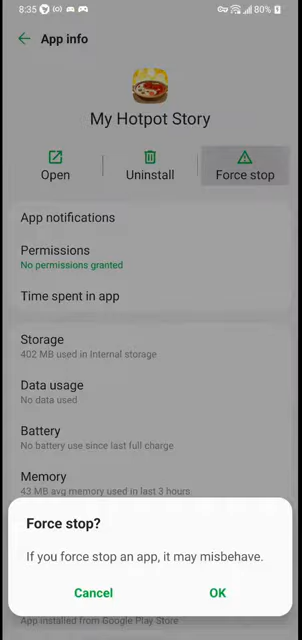 8:35
80%
App info
My Hotpot Story
Open
Uninstall
Force stop
App notifications
Permissions
No permissions granted
Time spent in app
Storage
402 MB used in Internal storage
Data usage
No data used
Battery
No battery use since last full charge
Memory
43 MB avg memory used in last 3 hours
Force stop?
If you force stop an app, it may misbehave.
Cancel
OK
App installed from Google Play Store